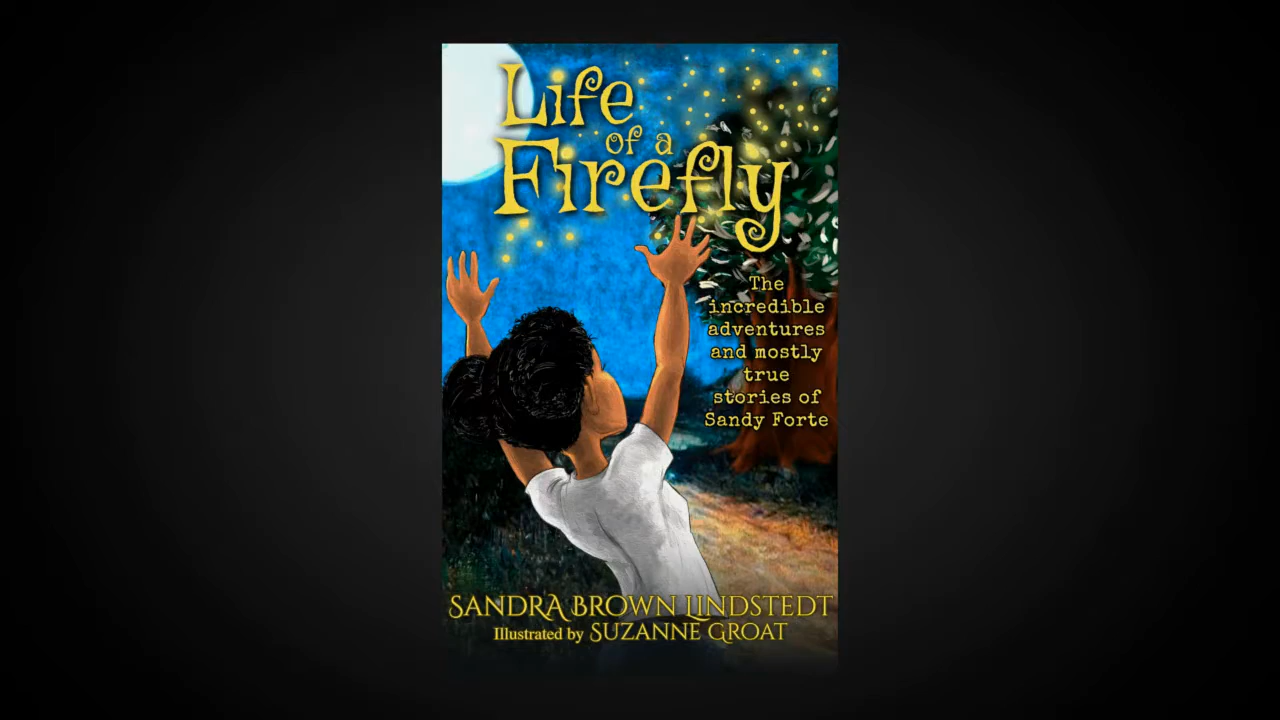 Life
of a
Firefly
The
incredible
adventures
and mostly
true
stories of
Sandy Forte
SANDRA BROWN LINDSTEDT
Illustrated by SUZANNE GROAT